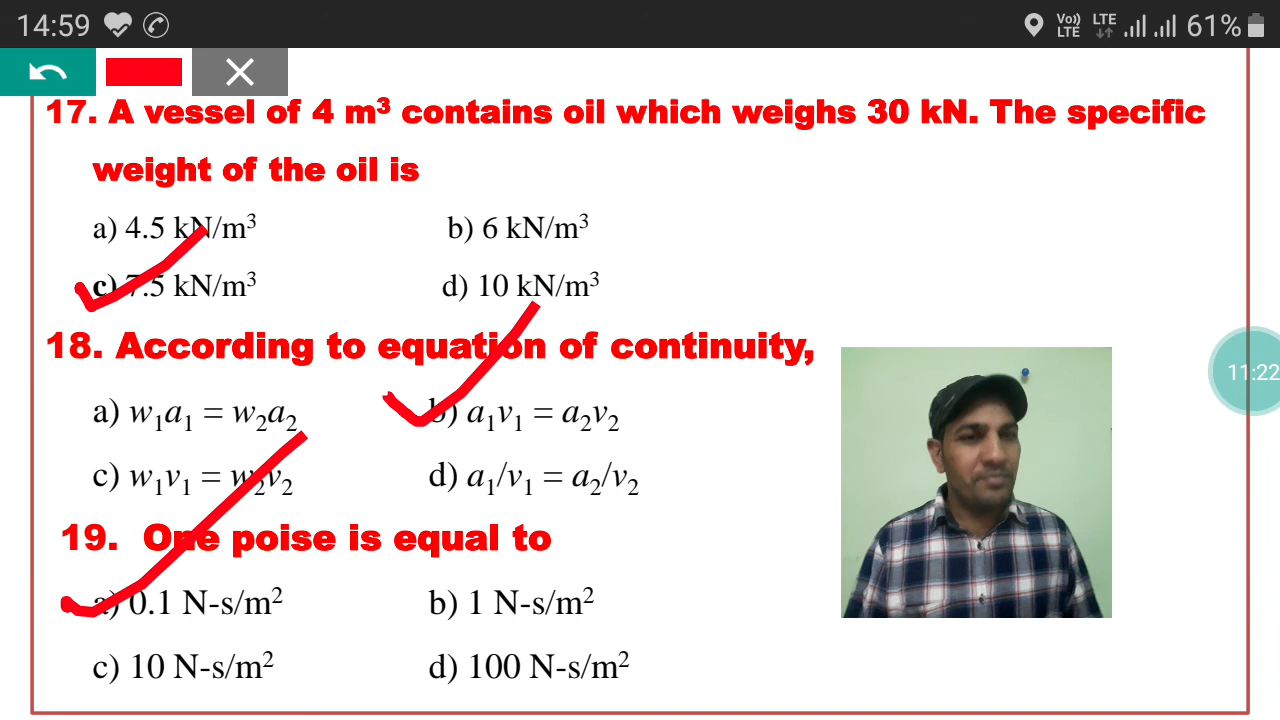 14:59 Vo)) LTE LTE 61%
17. A vessel of 4 m³ contains oil which weighs 30 kN. The specific
weight of the oil is
a) 4.5 kN/m³ b) 6 kN/m³
c) 7.5 kN/m³ d) 10 kN/m³
18. According to equation of continuity,
11:22
a) w₁a₁ = w₂a₂ b) a₁v₁ = a₂v₂
c) w₁v₁ = w₂v₂ d) a₁/v₁ = a₂/v₂
19. One poise is equal to
a) 0.1 N-s/m² b) 1 N-s/m²
c) 10 N-s/m² d) 100 N-s/m²